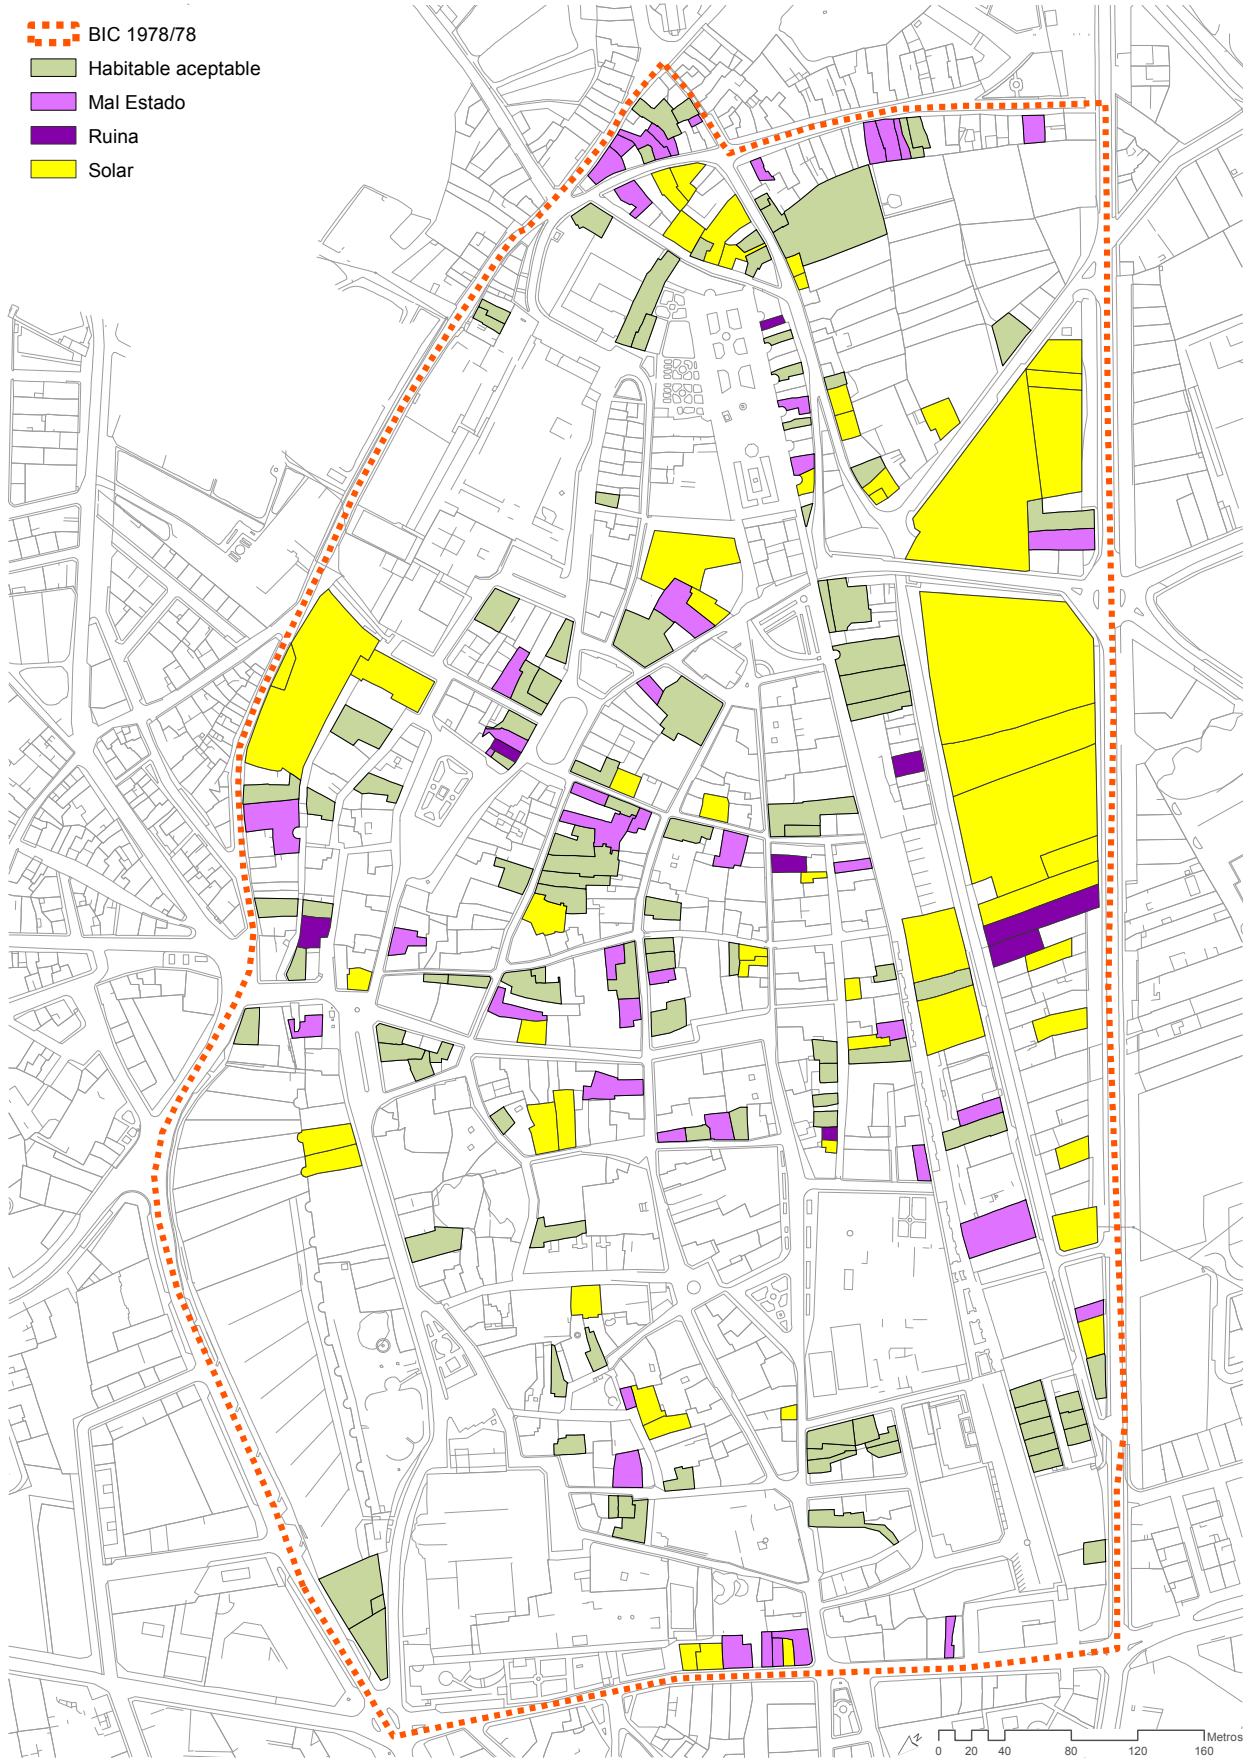 BIC 1978/78
Habitable aceptable
Mal Estado
Ruina
Solar
N
Metros
0 20 40 80 120 160